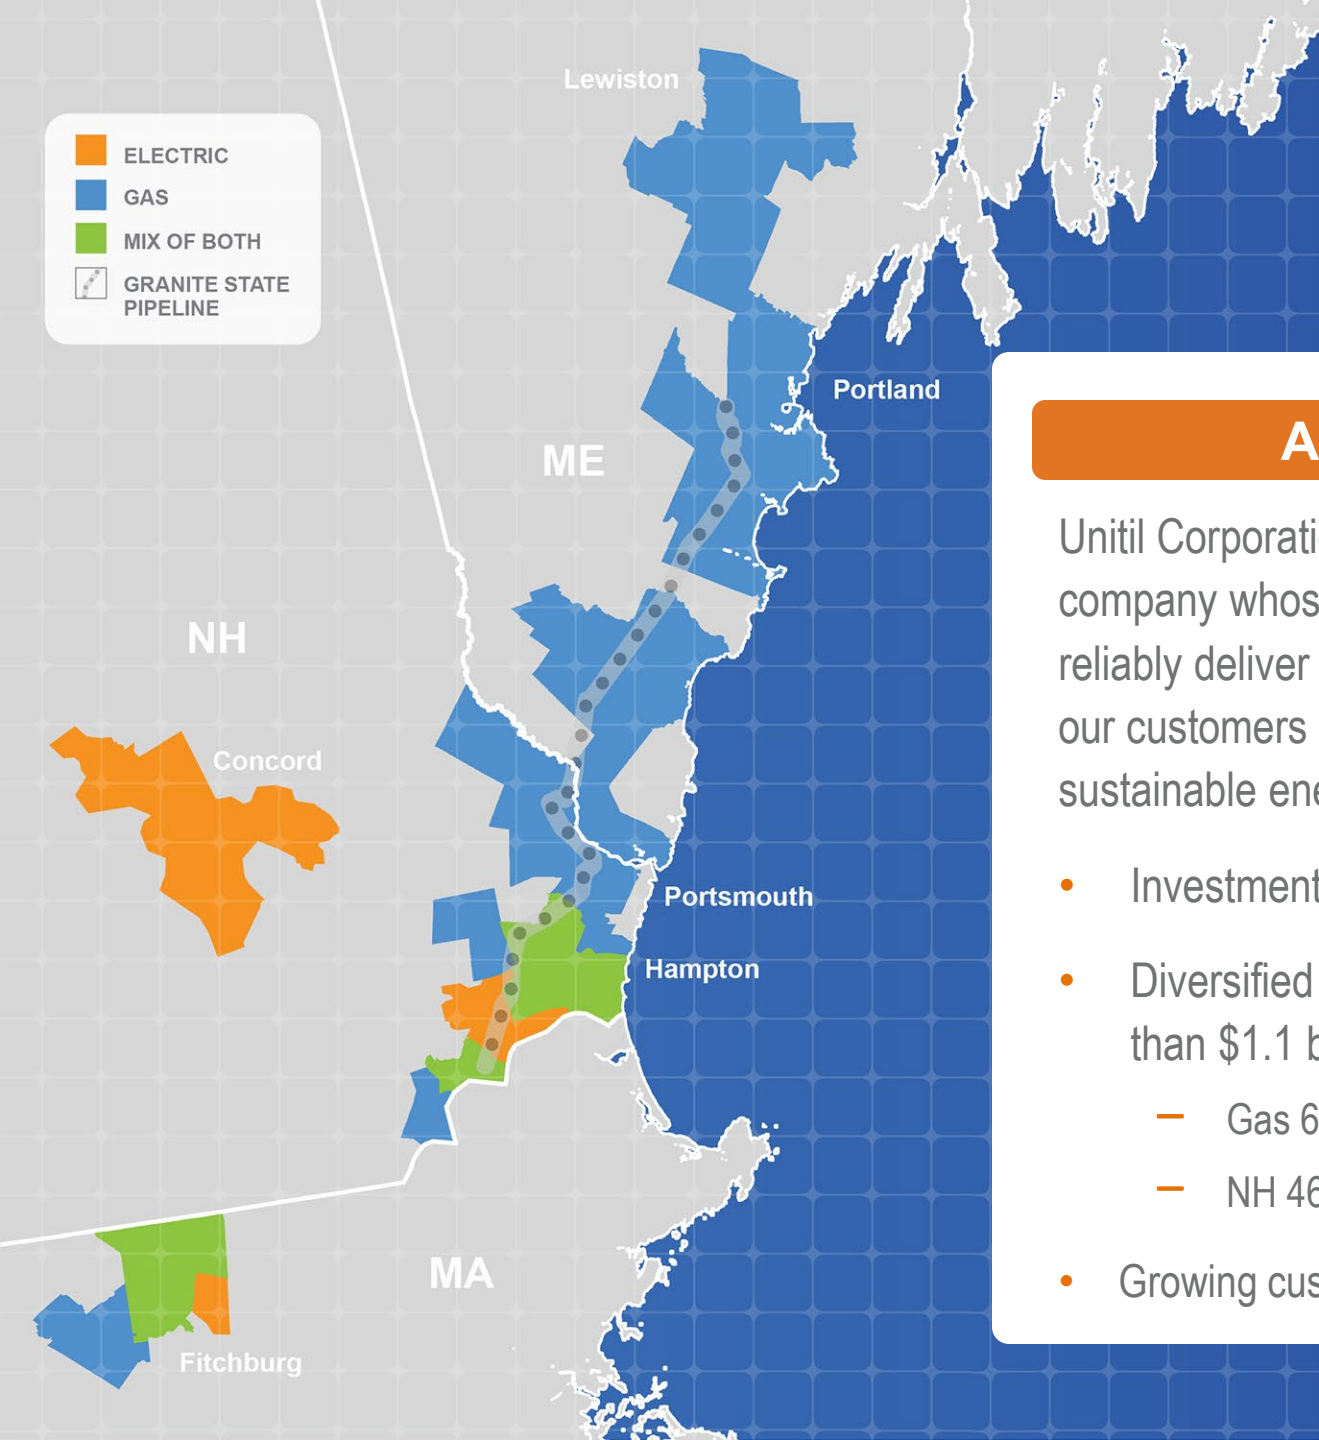 Lewiston
ELECTRIC
GAS
MIX OF BOTH
GRANITE STATE
PIPELINE
Portland
ME
NH
Concord
Portsmouth
Hampton
MA
Fitchburg
A
Unitil Corporati
company whos
reliably deliver
our customers
sustainable ene
• Investment
• Diversified
than $1.1 b
– Gas 6
– NH 46
• Growing cus